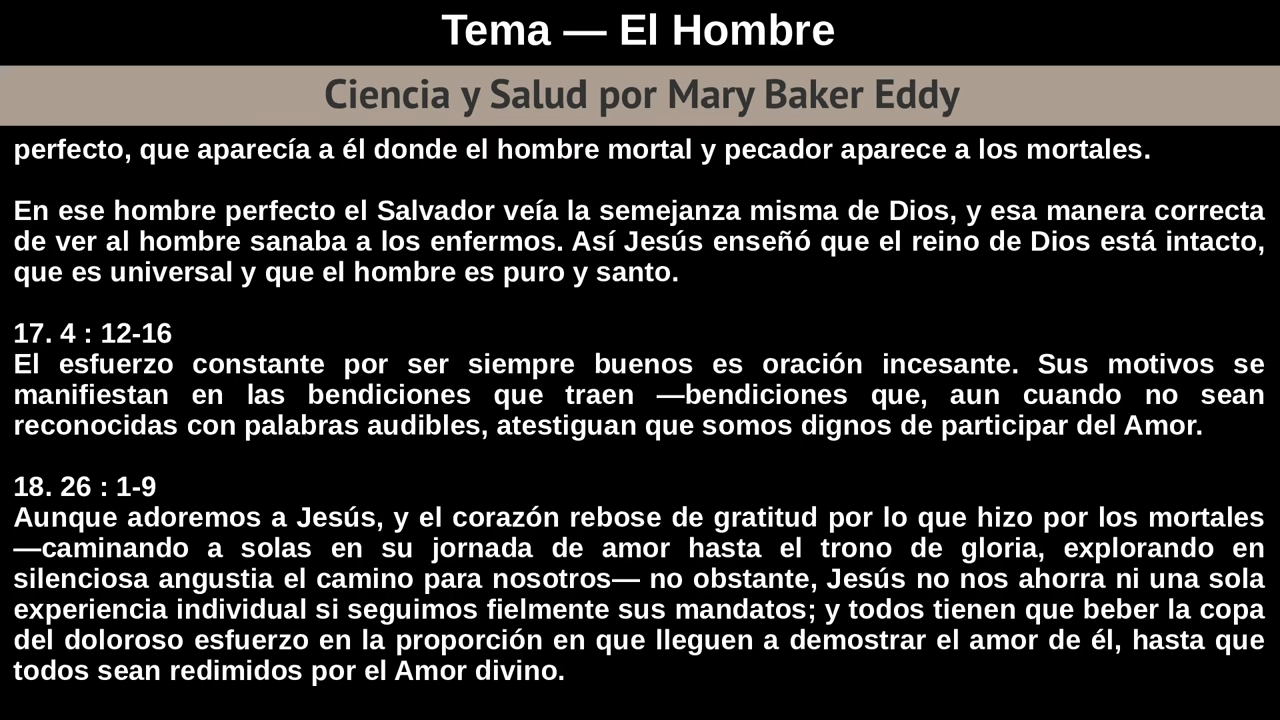 Tema — El Hombre
Ciencia y Salud por Mary Baker Eddy
perfecto, que aparecía a él donde el hombre mortal y pecador aparece a los mortales.
En ese hombre perfecto el Salvador veía la semejanza misma de Dios, y esa manera correcta
de ver al hombre sanaba a los enfermos. Así Jesús enseñó que el reino de Dios está intacto,
que es universal y que el hombre es puro y santo.
17. 4 : 12-16
El esfuerzo constante por ser siempre buenos es oración incesante. Sus motivos se
manifiestan en las bendiciones que traen —bendiciones que, aun cuando no sean
reconocidas con palabras audibles, atestiguan que somos dignos de participar del Amor.
18. 26 : 1-9
Aunque adoremos a Jesús, y el corazón rebose de gratitud por lo que hizo por los mortales
—caminando a solas en su jornada de amor hasta el trono de gloria, explorando en
silenciosa angustia el camino para nosotros— no obstante, Jesús no nos ahorra ni una sola
experiencia individual si seguimos fielmente sus mandatos; y todos tienen que beber la copa
del doloroso esfuerzo en la proporción en que lleguen a demostrar el amor de él, hasta que
todos sean redimidos por el Amor divino.